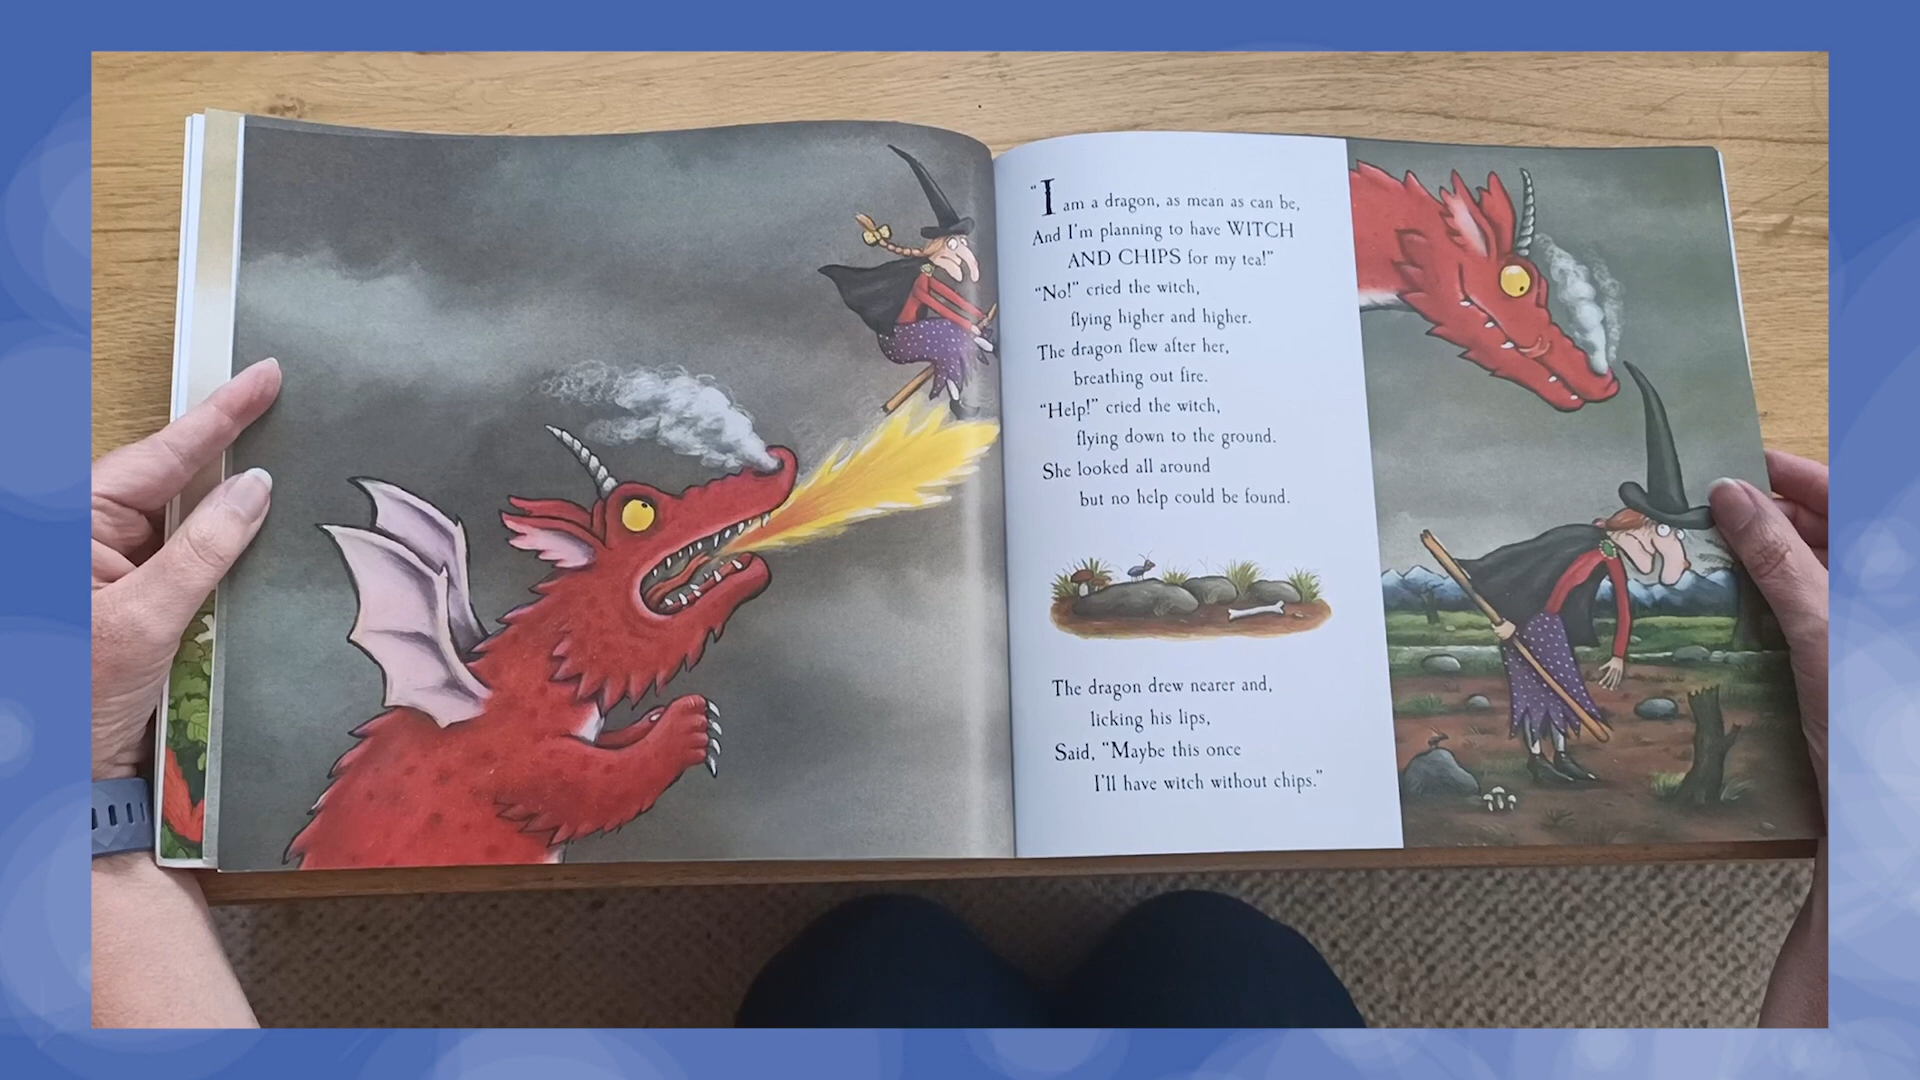 "I am a dragon, as mean as can be,
And I'm planning to have WITCH
AND CHIPS for my tea!"
"No!" cried the witch,
flying higher and higher.
The dragon flew after her,
breathing out fire.
"Help!" cried the witch,
flying down to the ground.
She looked all around
but no help could be found.
The dragon drew nearer and,
licking his lips,
Said, "Maybe this once
I'll have witch without chips."